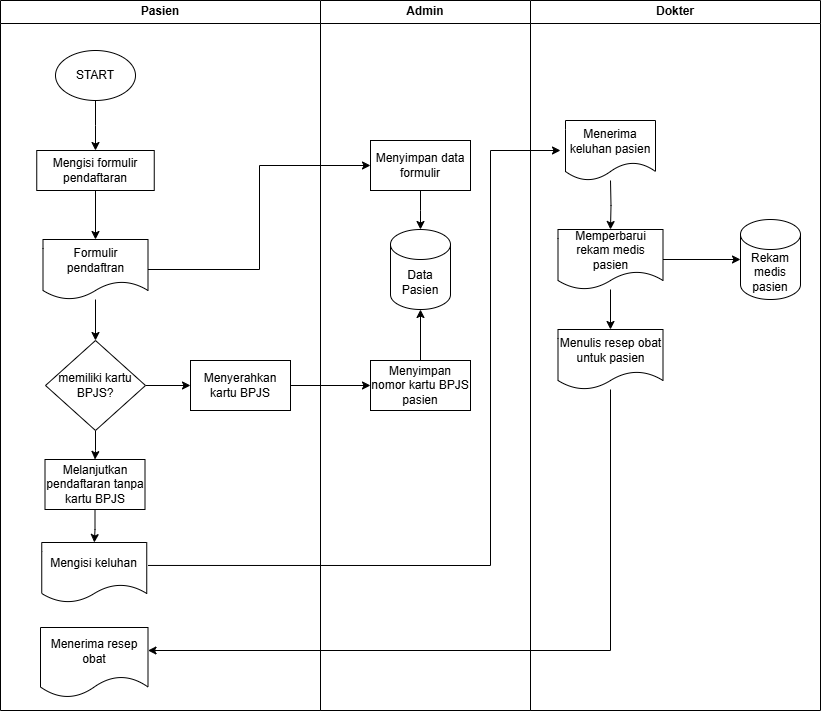 Pasien
Admin
Dokter
START
Mengisi formulir
pendaftaran
Formulir
pendaftran
memiliki kartu
BPJS?
Menyerahkan
kartu BPJS
Melanjutkan
pendaftaran tanpa
kartu BPJS
Mengisi keluhan
Menerima resep
obat
Menyimpan data
formulir
Data
Pasien
Menyimpan
nomor kartu BPJS
pasien
Menerima
keluhan pasien
Memperbarui
rekam medis
pasien
Rekam
medis
pasien
Menulis resep obat
untuk pasien